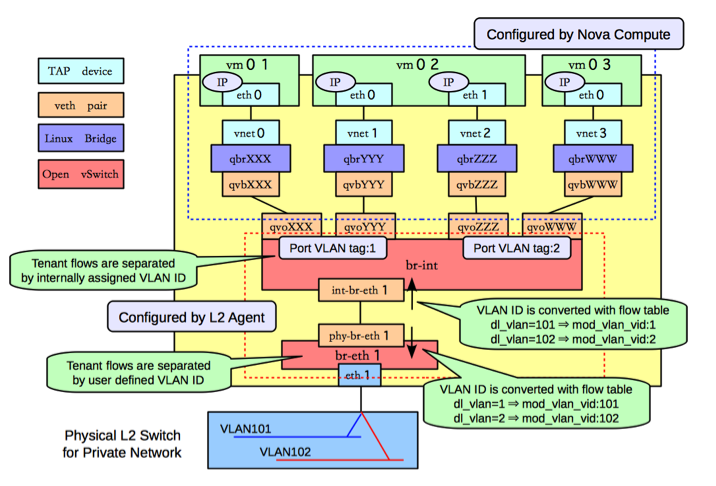 Configured by Nova Compute
TAP device
veth pair
Linux Bridge
Open vSwitch
vm 0 1
vm 0 2
vm 0 3
IP
IP
IP
eth 0
eth 0
eth 1
eth 0
vnet 0
vnet 1
vnet 2
vnet 3
qbrXXX
qbrYYY
qbrZZZ
qbrWWW
qvbXXX
qvbYYY
qvbZZZ
qvbWWW
qvoXXX
qvoYYY
qvoZZZ
qvoWWW
Port VLAN tag:1
Port VLAN tag:2
Tenant flows are separated
by internally assigned VLAN ID
br-int
int-br-eth 1
Configured by L2 Agent
VLAN ID is converted with flow table
dl_vlan=101 ⇒ mod_vlan_vid:1
dl_vlan=102 ⇒ mod_vlan_vid:2
phy-br-eth 1
br-eth 1
Tenant flows are separated
by user defined VLAN ID
eth 1
VLAN ID is converted with flow table
dl_vlan=1 ⇒ mod_vlan_vid:101
dl_vlan=2 ⇒ mod_vlan_vid:102
Physical L2 Switch
for Private Network
VLAN101
VLAN102